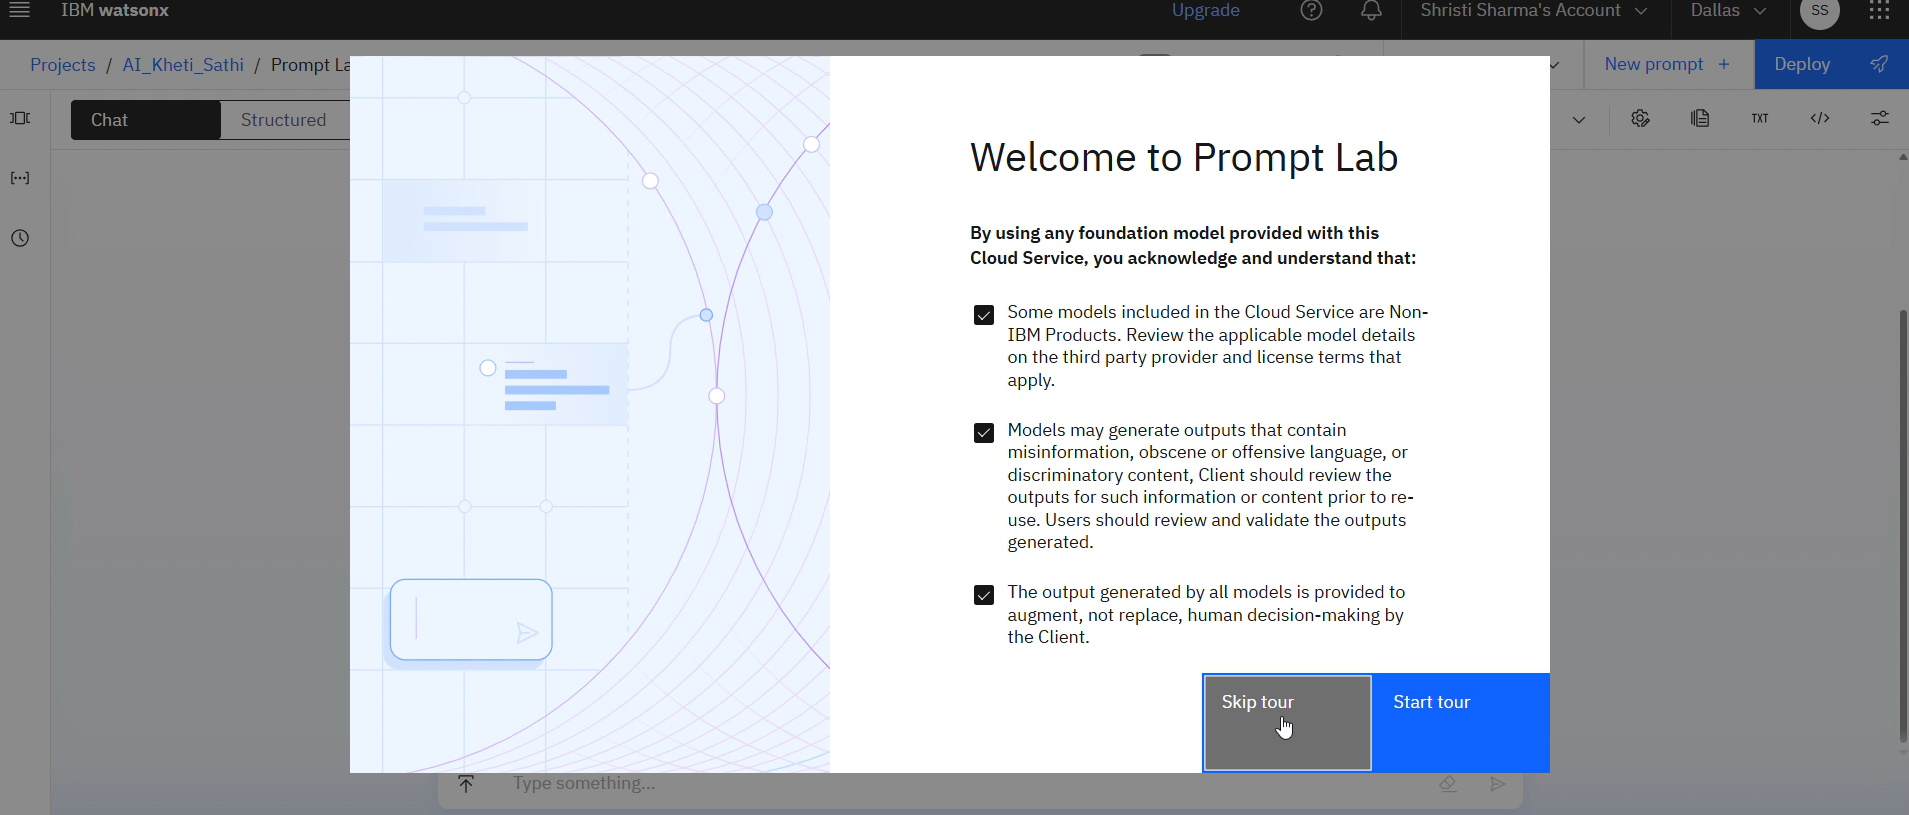 IBM watsonx
Upgrade
Shristi Sharma's Account
Dallas
SS
Projects / AI_Kheti_Sathi / Prompt La
New prompt +
Deploy
Chat
Structured
TXT
</>
Welcome to Prompt Lab
By using any foundation model provided with this
Cloud Service, you acknowledge and understand that:
Some models included in the Cloud Service are Non-
IBM Products. Review the applicable model details
on the third party provider and license terms that
apply.
Models may generate outputs that contain
misinformation, obscene or offensive language, or
discriminatory content, Client should review the
outputs for such information or content prior to re-
use. Users should review and validate the outputs
generated.
The output generated by all models is provided to
augment, not replace, human decision-making by
the Client.
Skip tour
Start tour
Type something...